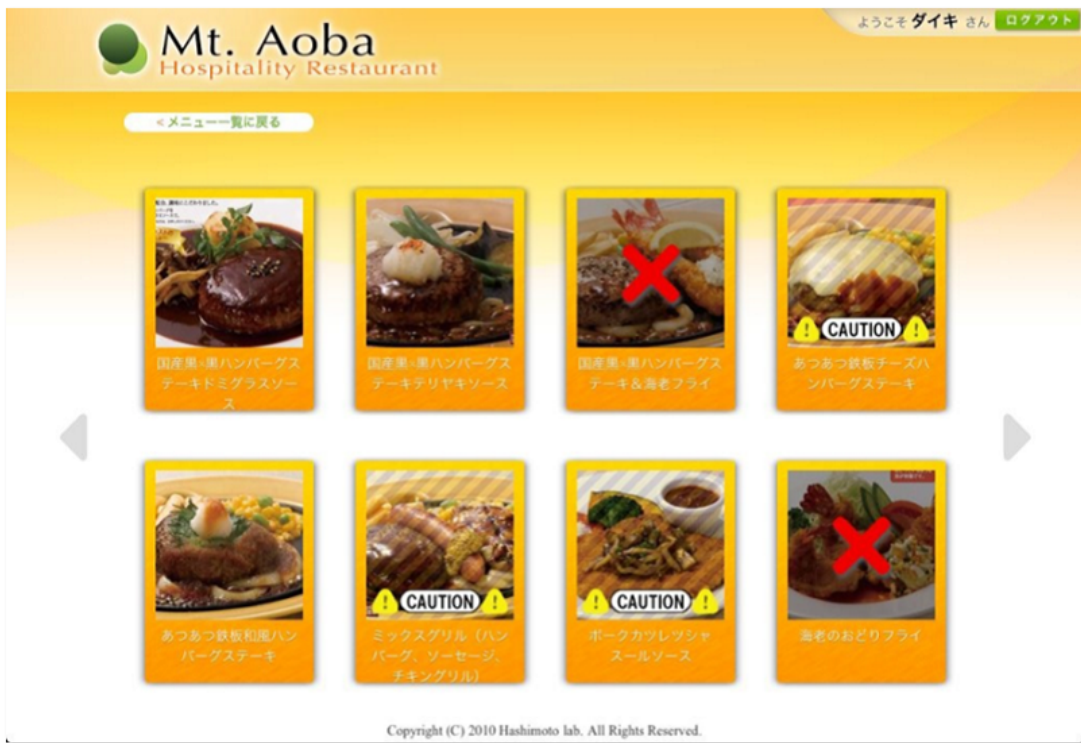 Mt. Aoba
Hospitality Restaurant
ようこそ ダイキ さん ログアウト
< メニュー一覧に戻る
国産黒×黒ハンバーグス
テーキドミグラスソー
ス
国産黒×黒ハンバーグス
テーキテリヤキソース
国産黒×黒ハンバーグス
テーキ＆海老フライ
! CAUTION !
あつあつ鉄板チーズハ
ンバーグステーキ
あつあつ鉄板和風ハン
バーグステーキ
! CAUTION !
ミックスグリル（ハン
バーグ、ソーセージ、
チキングリル）
! CAUTION !
ポークカツレツシャ
スールソース
海老のおどりフライ
Copyright (C) 2010 Hashimoto lab. All Rights Reserved.